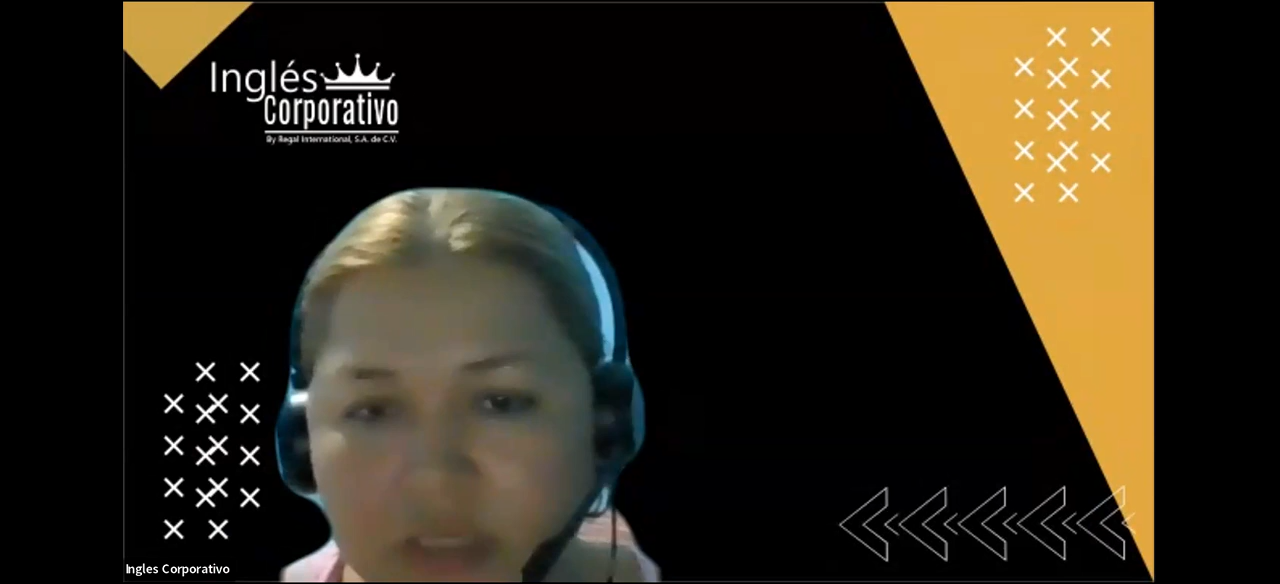 Inglés
Corporativo
By Regal International, S.A. de C.V.
Ingles Corporativo